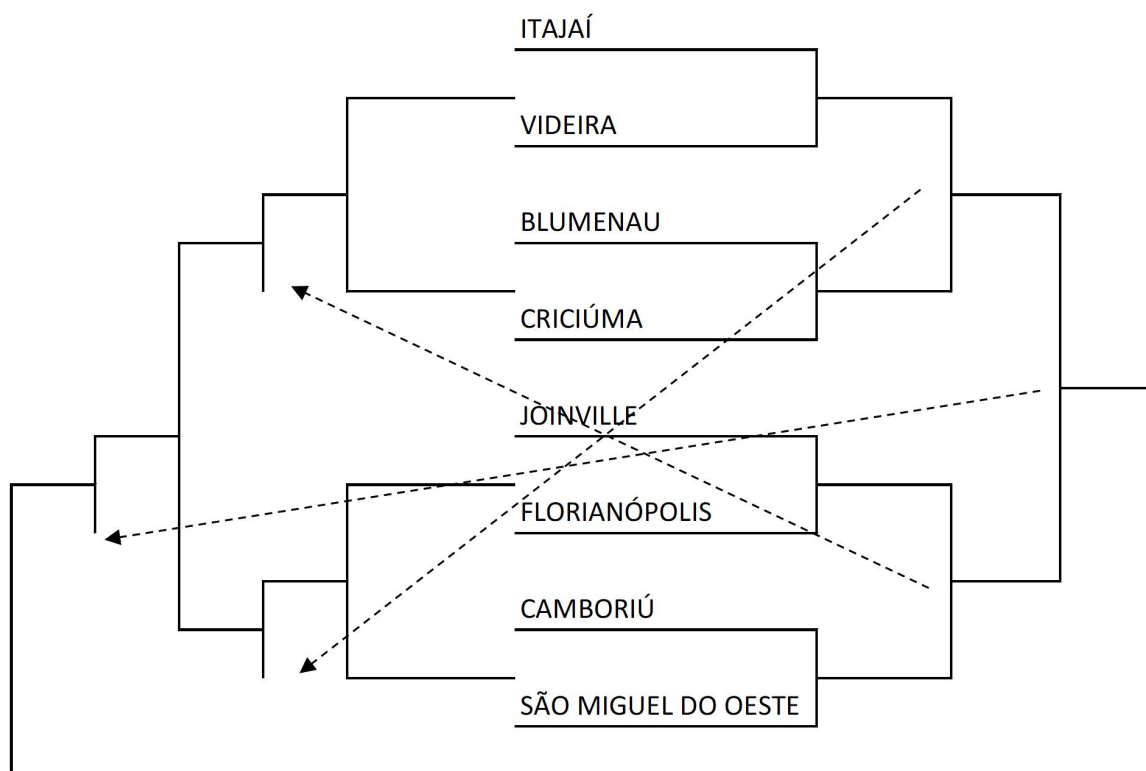 ITAJAÍ
VIDEIRA
BLUMENAU
CRICIÚMA
JOINVILLE
FLORIANÓPOLIS
CAMBORIÚ
SÃO MIGUEL DO OESTE